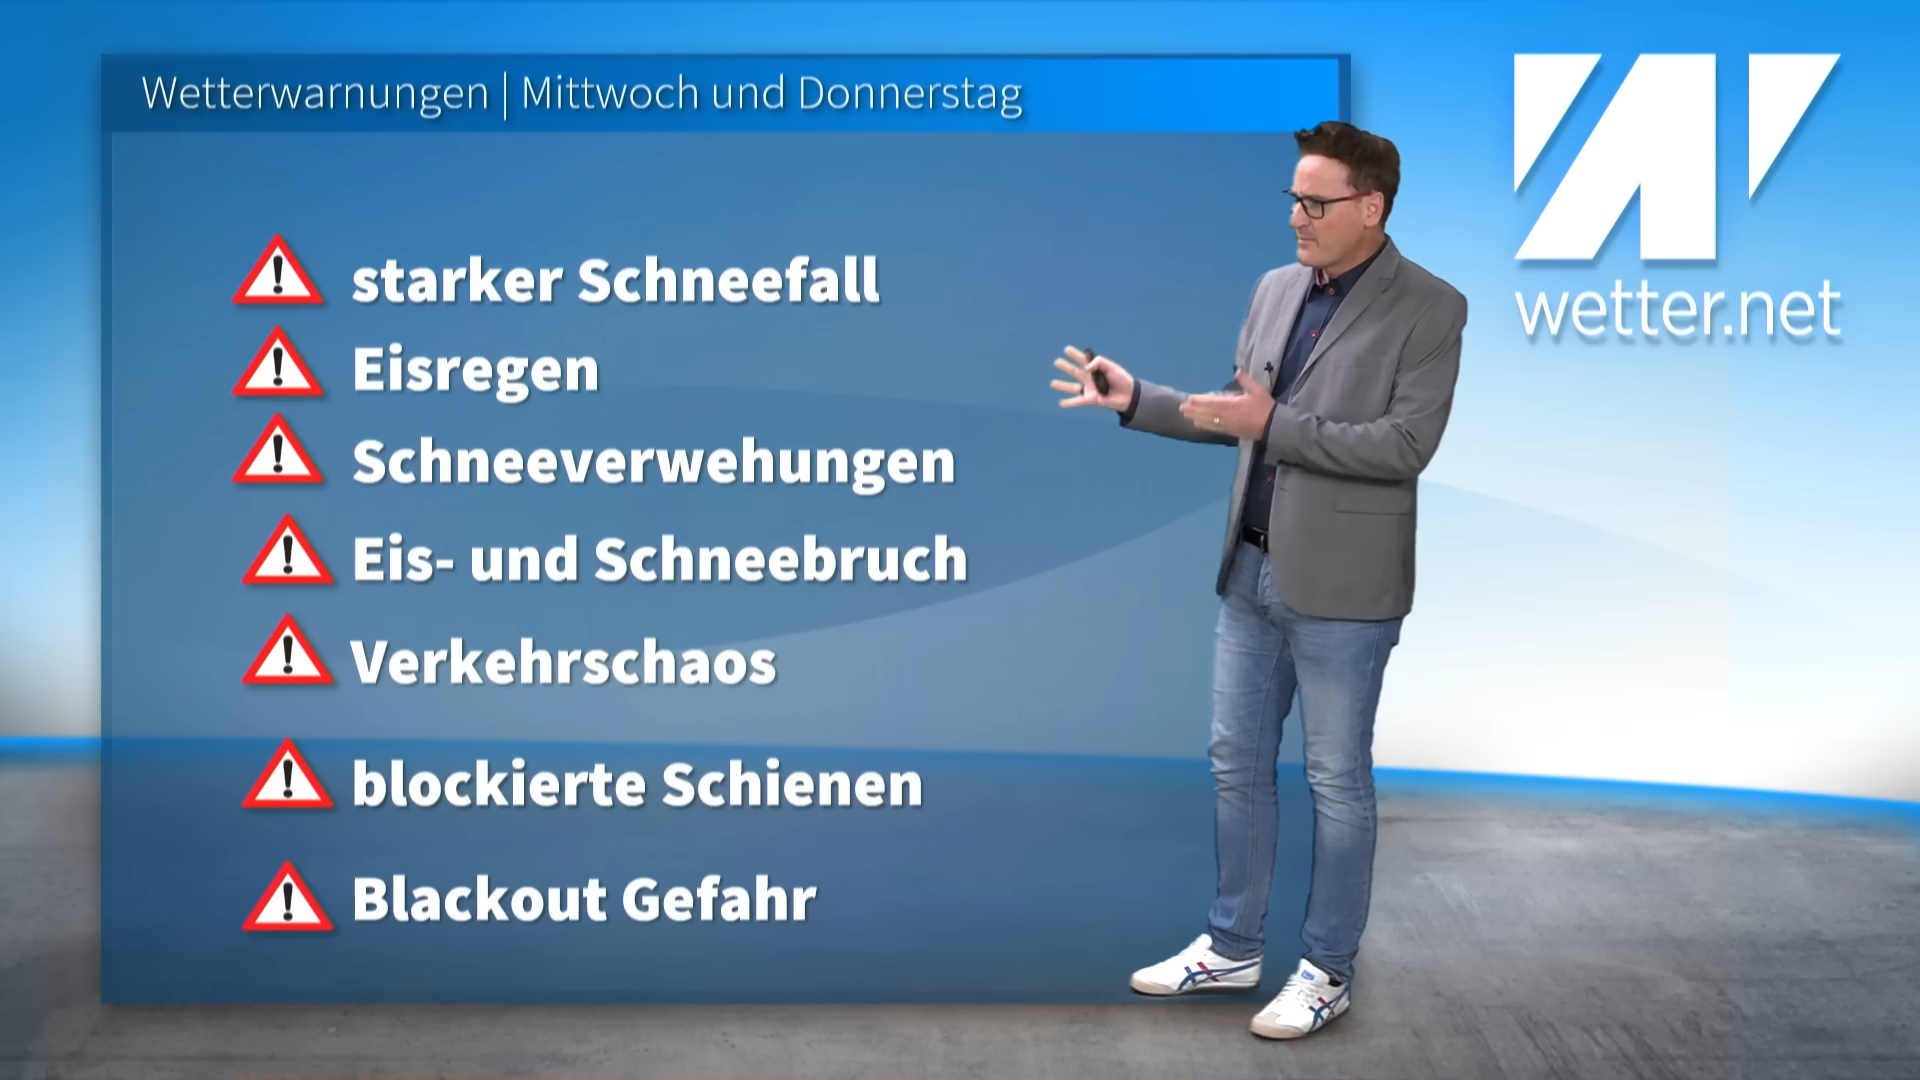 Wetterwarnungen | Mittwoch und Donnerstag
wetter.net
starker Schneefall
Eisregen
Schneeverwehungen
Eis- und Schneebruch
Verkehrschaos
blockierte Schienen
Blackout Gefahr